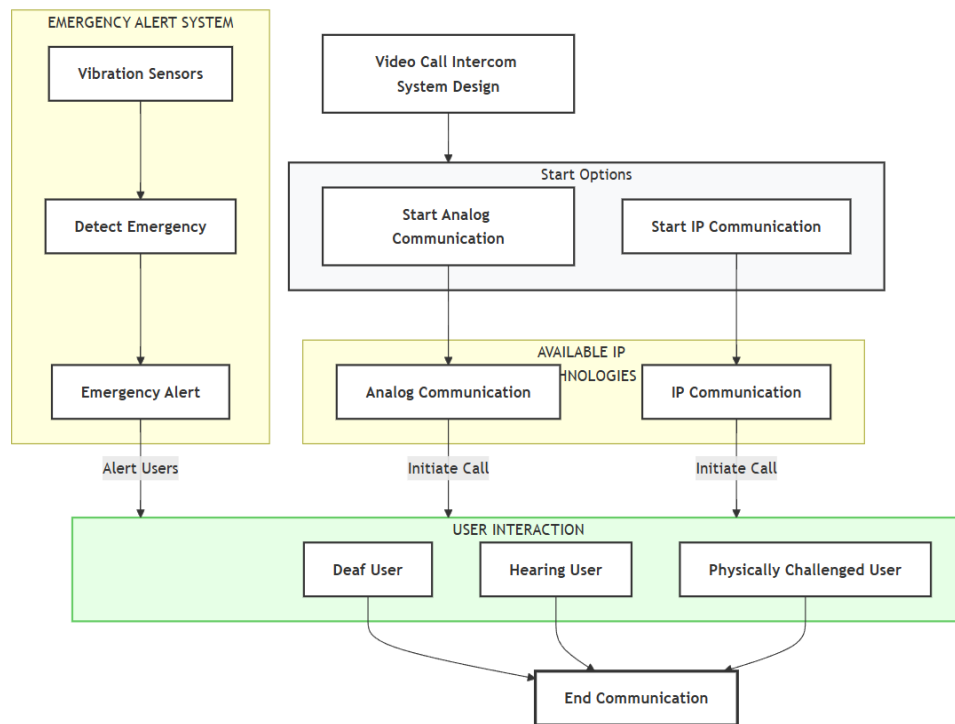 EMERGENCY ALERT SYSTEM
Vibration Sensors
Video Call Intercom
System Design
Start Options
Start Analog
Communication
Detect Emergency
Start IP Communication
AVAILABLE IP
HNOLOGIES
Emergency Alert
Analog Communication
IP Communication
Alert Users
Initiate Call
Initiate Call
USER INTERACTION
Deaf User
Hearing User
Physically Challenged User
End Communication